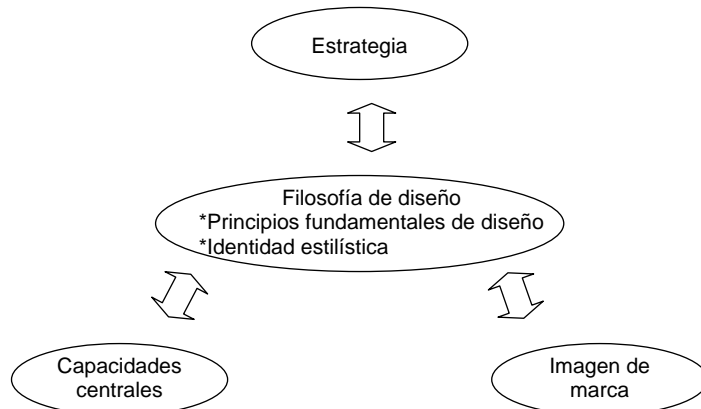 Estrategia
Filosofía de diseño
*Principios fundamentales de diseño
*Identidad estilística
Capacidades
centrales
Imagen de
marca